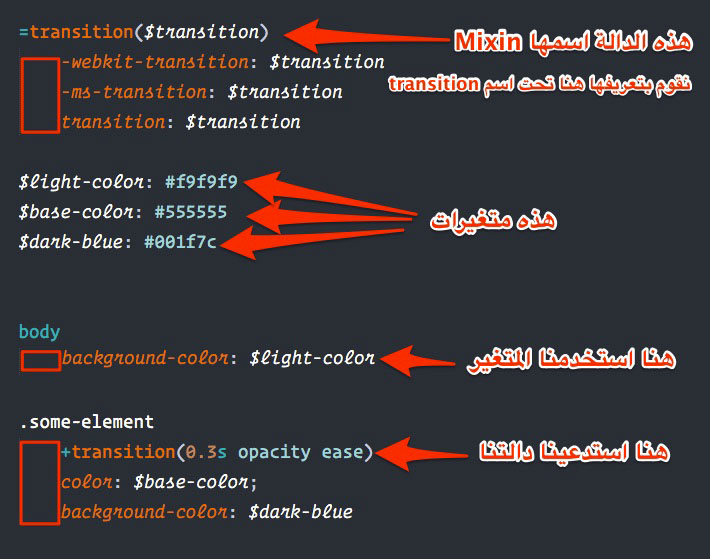 =transition($transition)
هذه الدالة اسمها Mixin
-webkit-transition: $transition
نقوم بتعريفها هنا تحت اسم transition
-ms-transition: $transition
transition: $transition
$light-color: #f9f9f9
$base-color: #555555
هذه متغيرات
$dark-blue: #001f7c
body
background-color: $light-color
هنا استخدمنا المتغير
.some-element
+transition(0.3s opacity ease)
هنا استدعينا دالتنا
color: $base-color;
background-color: $dark-blue